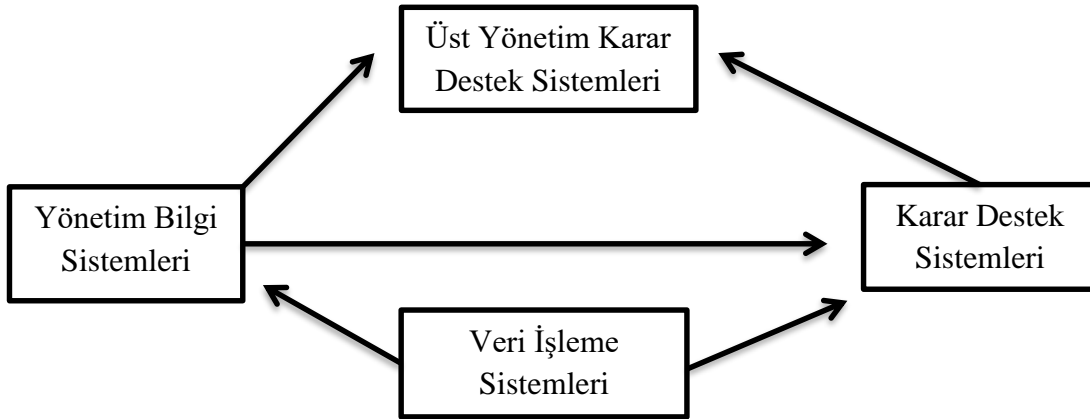 Üst Yönetim Karar
Destek Sistemleri
Yönetim Bilgi
Sistemleri
Karar Destek
Sistemleri
Veri İşleme
Sistemleri